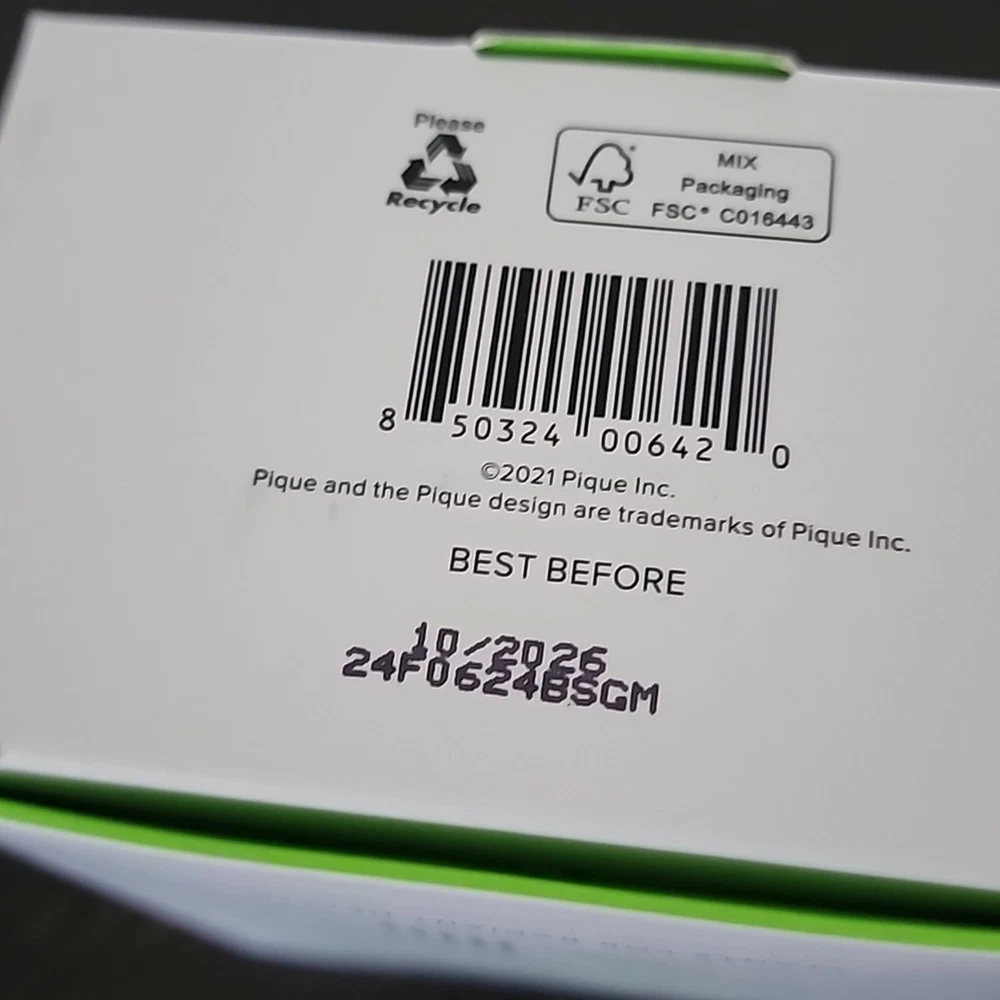 Please
Recycle
FSC
MIX
Packaging
FSC® C016443
8 50324 00642 0
©2021 Pique Inc.
Pique and the Pique design are trademarks of Pique Inc.
BEST BEFORE
10/2026
24F0624BSGM